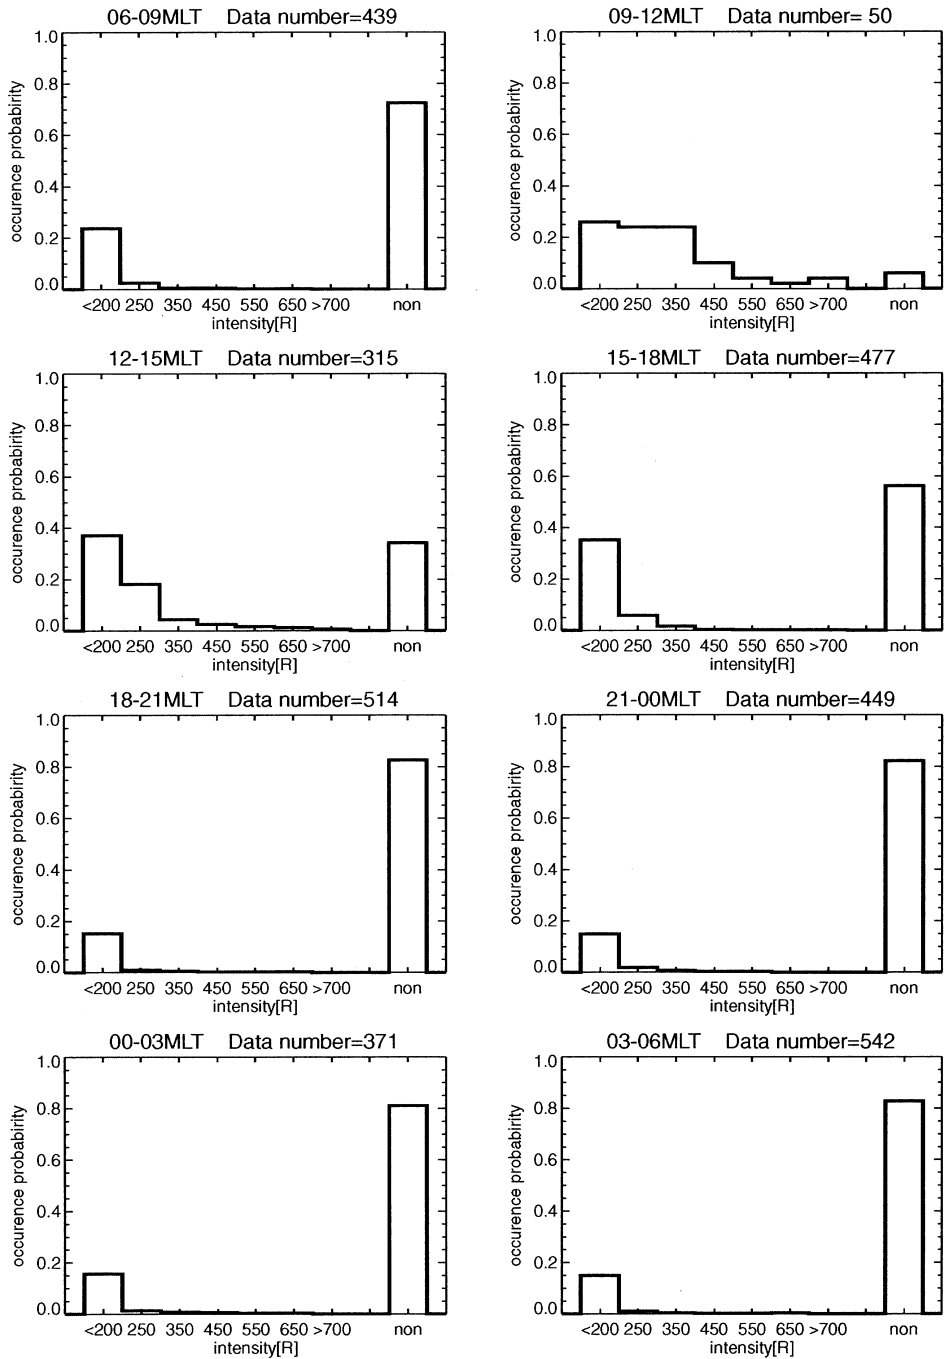 06-09MLT Data number=439
1.0
0.8
0.6
0.4
0.2
0.0
occurence probabirity
<200 250 350 450 550 650 >700 non
intensity[R]
09-12MLT Data number= 50
1.0
0.8
0.6
0.4
0.2
0.0
occurence probabirity
<200 250 350 450 550 650 >700 non
intensity[R]
12-15MLT Data number=315
1.0
0.8
0.6
0.4
0.2
0.0
occurence probabirity
<200 250 350 450 550 650 >700 non
intensity[R]
15-18MLT Data number=477
1.0
0.8
0.6
0.4
0.2
0.0
occurence probabirity
<200 250 350 450 550 650 >700 non
intensity[R]
18-21MLT Data number=514
1.0
0.8
0.6
0.4
0.2
0.0
occurence probabirity
<200 250 350 450 550 650 >700 non
intensity[R]
21-00MLT Data number=449
1.0
0.8
0.6
0.4
0.2
0.0
occurence probabirity
<200 250 350 450 550 650 >700 non
intensity[R]
00-03MLT Data number=371
1.0
0.8
0.6
0.4
0.2
0.0
occurence probabirity
<200 250 350 450 550 650 >700 non
intensity[R]
03-06MLT Data number=542
1.0
0.8
0.6
0.4
0.2
0.0
occurence probabirity
<200 250 350 450 550 650 >700 non
intensity[R]